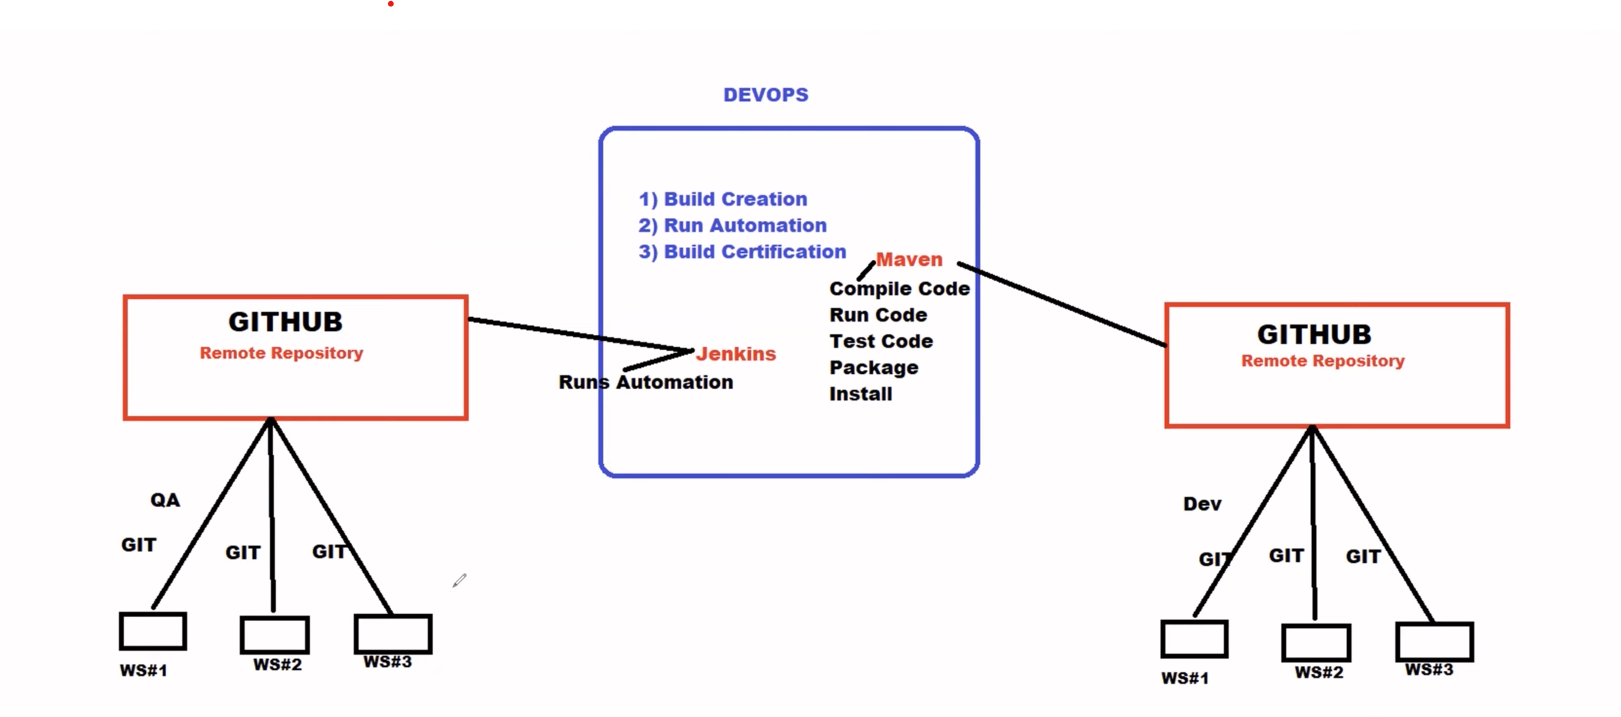 DEVOPS
1) Build Creation
2) Run Automation
3) Build Certification
Maven
Compile Code
Run Code
Test Code
Package
Install
Jenkins
Runs Automation
GITHUB
Remote Repository
QA
GIT
GIT
GIT
WS#1
WS#2
WS#3
GITHUB
Remote Repository
Dev
GIT
GIT
GIT
WS#1
WS#2
WS#3